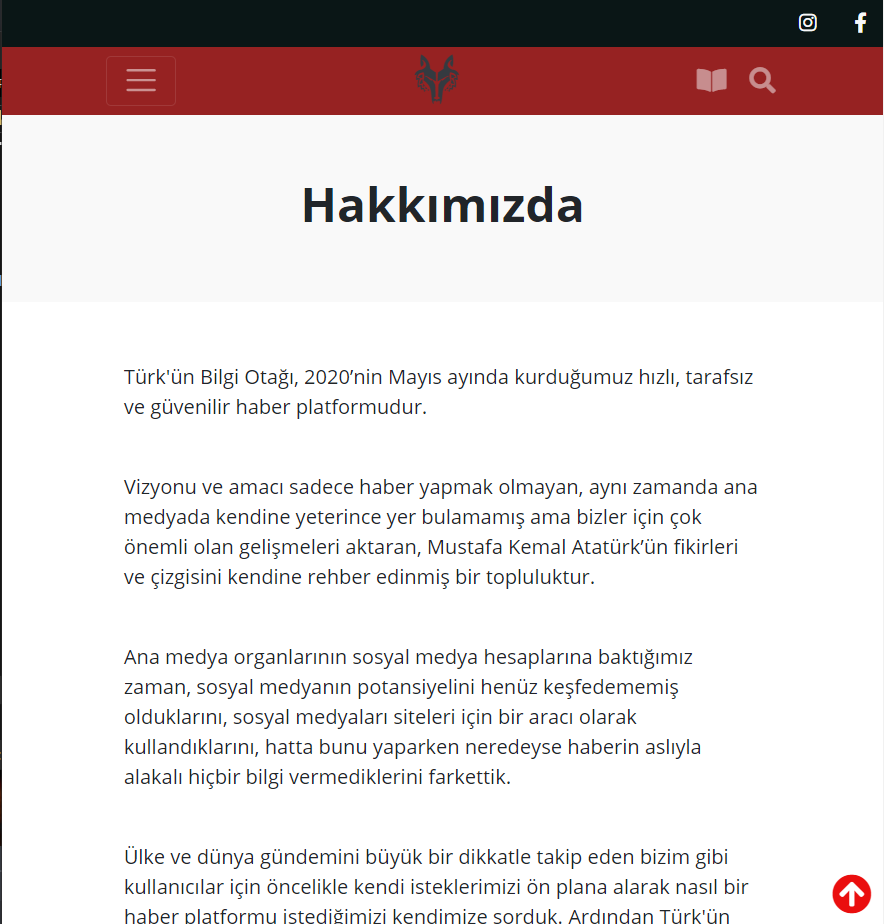 Hakkımızda
Türk'ün Bilgi Otağı, 2020’nin Mayıs ayında kurduğumuz hızlı, tarafsız
ve güvenilir haber platformudur.
Vizyonu ve amacı sadece haber yapmak olmayan, aynı zamanda ana
medyada kendine yeterince yer bulamamış ama bizler için çok
önemli olan gelişmeleri aktaran, Mustafa Kemal Atatürk’ün fikirleri
ve çizgisini kendine rehber edinmiş bir topluluktur.
Ana medya organlarının sosyal medya hesaplarına baktığımız
zaman, sosyal medyanın potansiyelini henüz keşfedememiş
olduklarını, sosyal medyaları siteleri için bir aracı olarak
kullandıklarını, hatta bunu yaparken neredeyse haberin aslıyla
alakalı hiçbir bilgi vermediklerini farkettik.
Ülke ve dünya gündemini büyük bir dikkatle takip eden bizim gibi
kullanıcılar için öncelikle kendi isteklerimizi ön plana alarak nasıl bir
haber platformu istediğimizi kendimize sorduk. Ardından Türk'ün